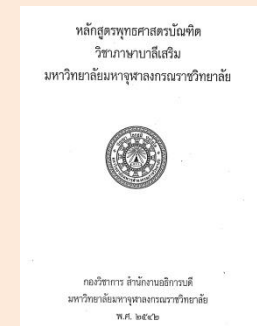 หลักสูตรพุทธศาสตรบัณฑิต
วิชาภาษาบาลีเสริม
มหาวิทยาลัยมหาจุฬาลงกรณราชวิทยาลัย
กองวิชาการ สำนักงานอธิการบดี
มหาวิทยาลัยมหาจุฬาลงกรณราชวิทยาลัย
พ.ศ. ๒๕๔๒